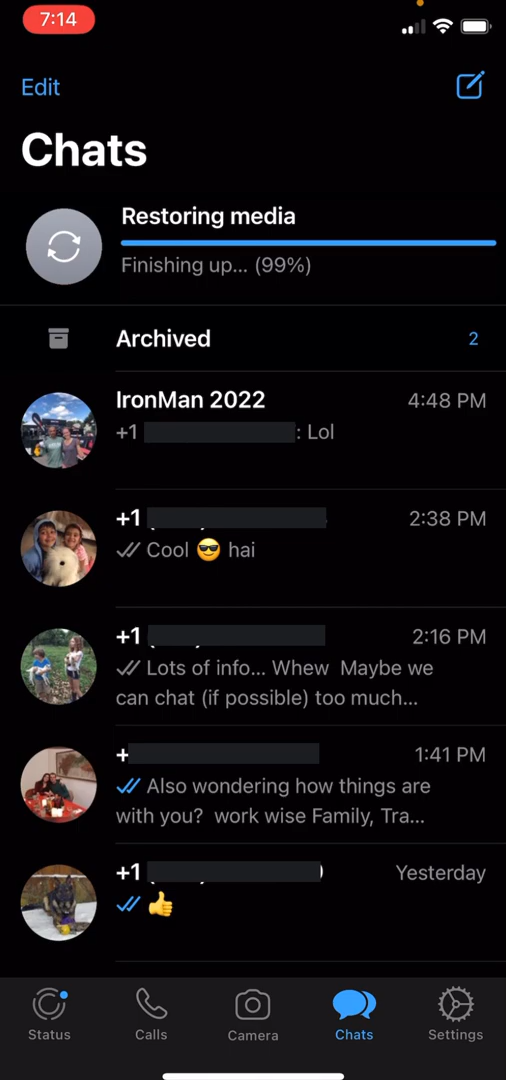 7:14
Edit
Chats
Restoring media
Finishing up... (99%)
Archived 2
IronMan 2022 4:48 PM
+1 : Lol
+1 2:38 PM
Cool 😎 hai
+1 2:16 PM
Lots of info... Whew Maybe we
can chat (if possible) too much...
+ 1:41 PM
Also wondering how things are
with you? work wise Family, Tra...
+1 Yesterday
👍
Status Calls Camera Chats Settings